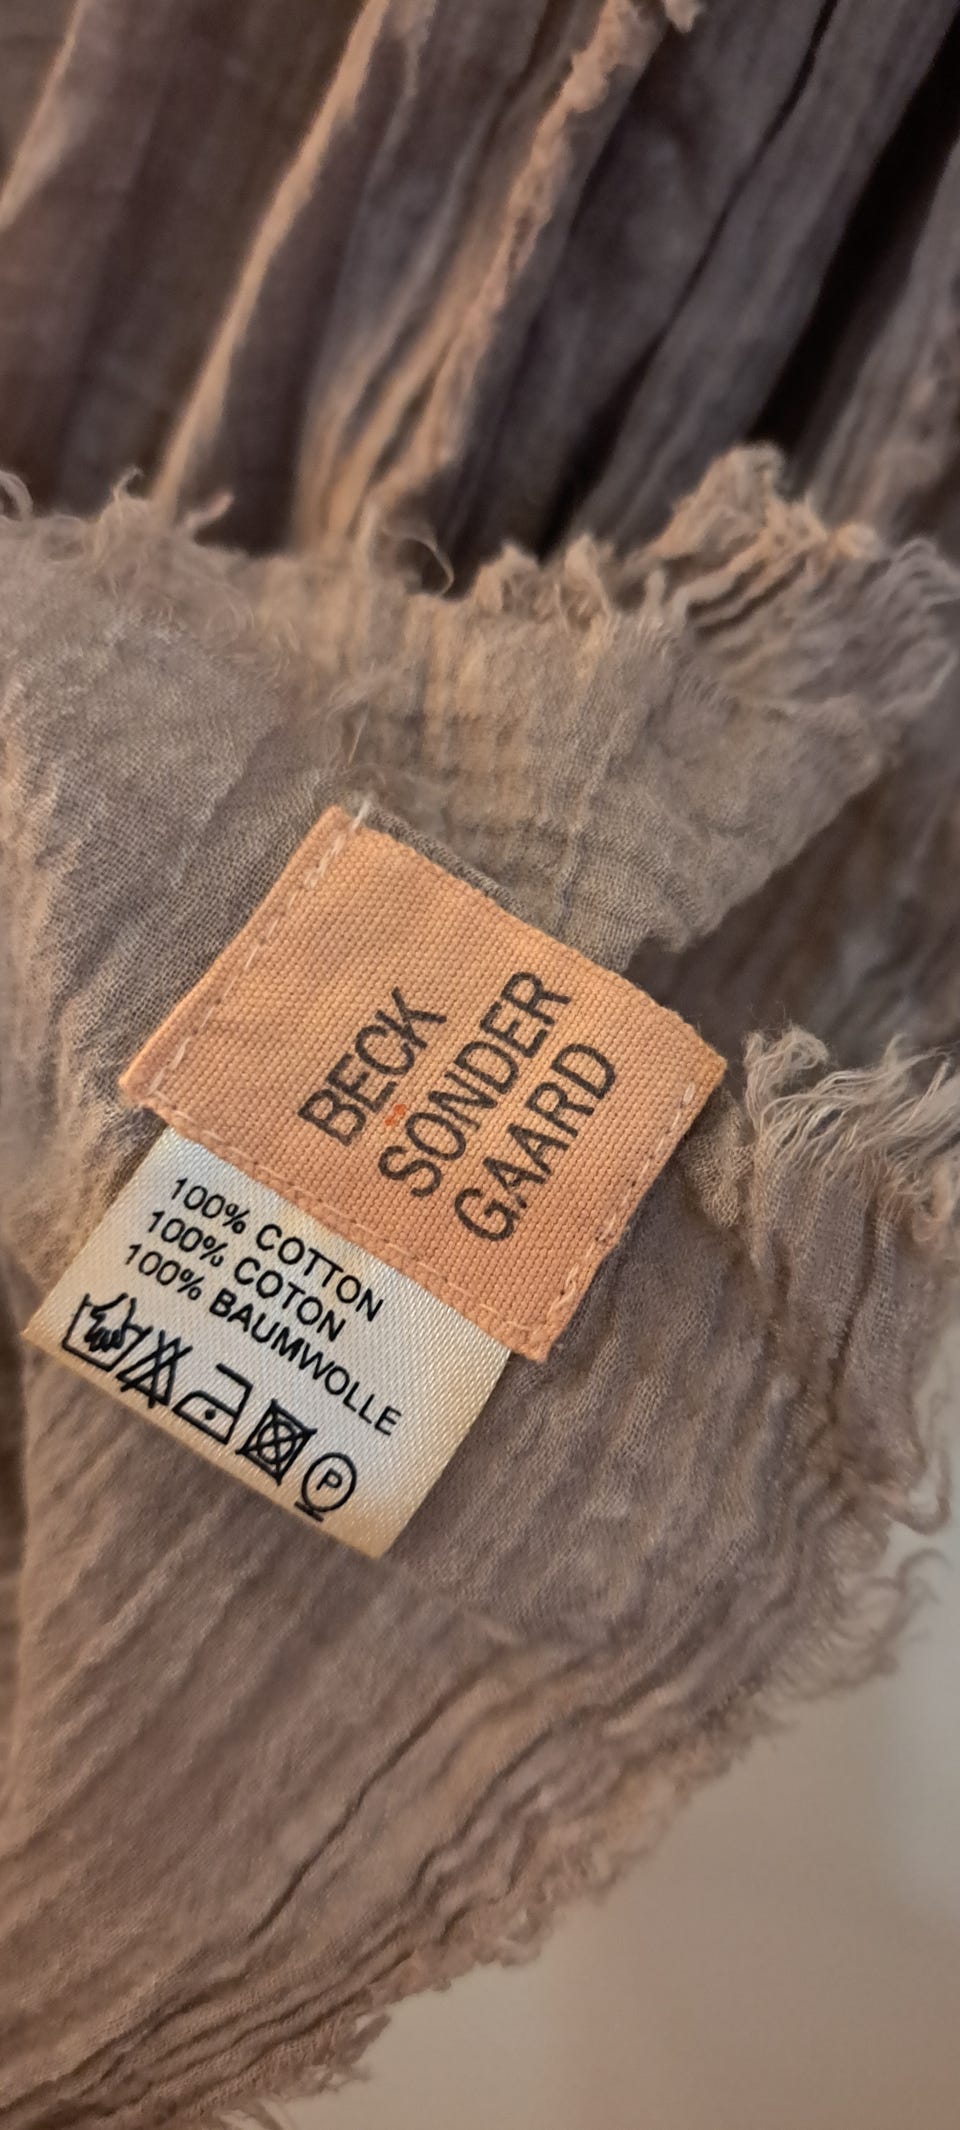 BECK
SONDER
GAARD
100% COTTON
100% COTON
100% BAUMWOLLE
P